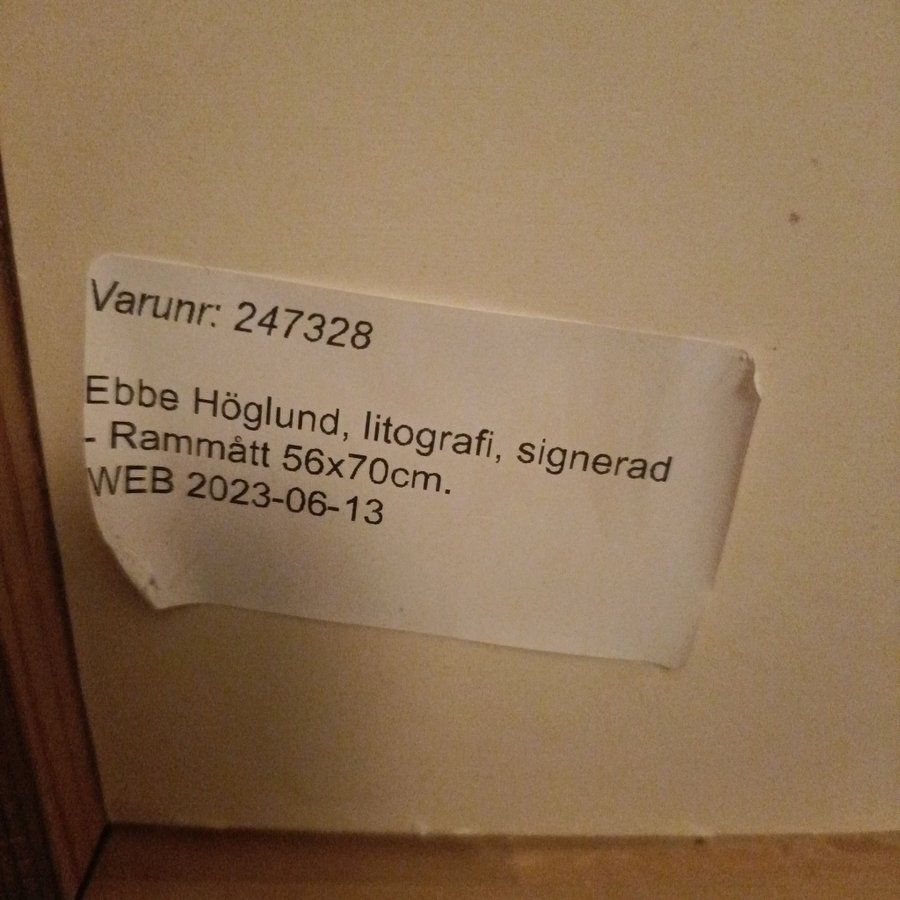 Varunr: 247328
Ebbe Höglund, litografi, signerad
- Rammått 56x70cm.
WEB 2023-06-13